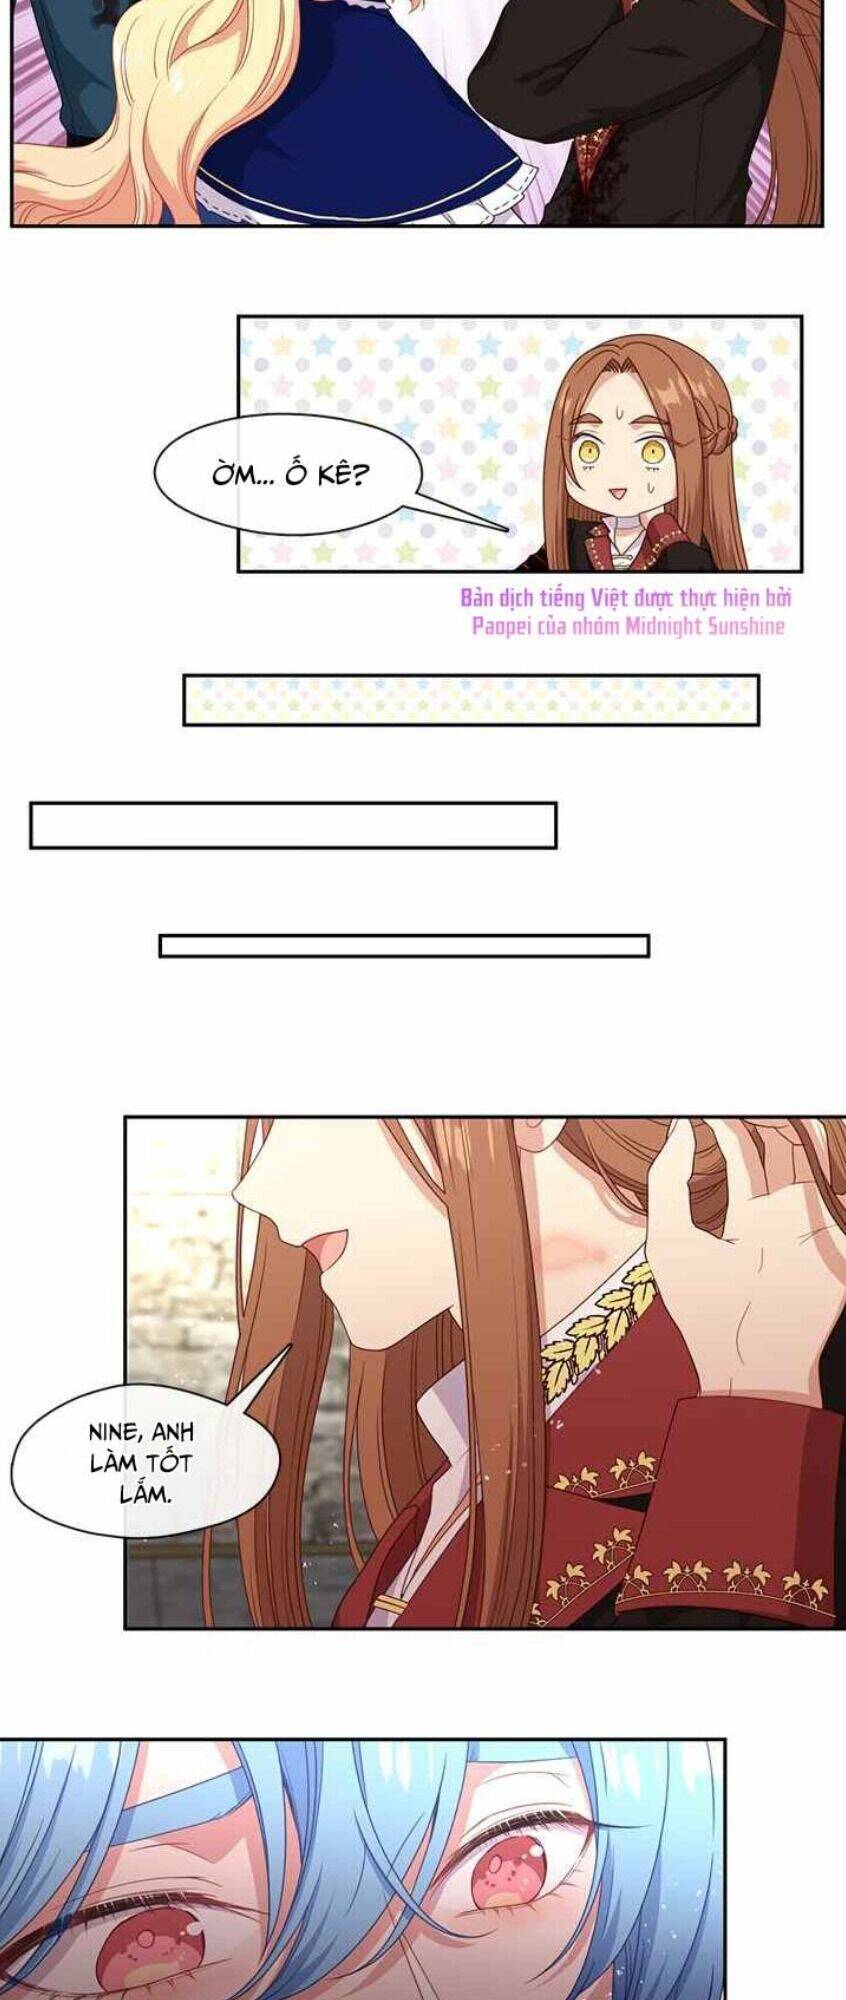 ỜM... Ố KÊ?
Bản dịch tiếng Việt được thực hiện bởi
Paopei của nhóm Midnight Sunshine
NINE, ANH
LÀM TỐT
LẮM.